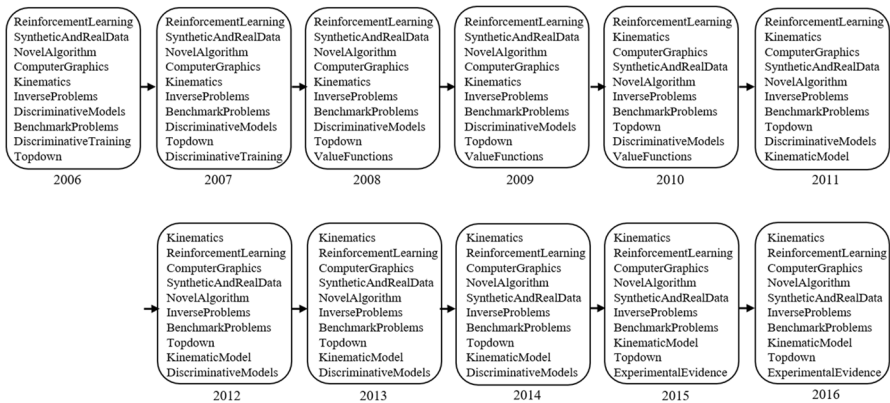 ReinforcementLearning
SyntheticAndRealData
NovelAlgorithm
ComputerGraphics
Kinematics
InverseProblems
DiscriminativeModels
BenchmarkProblems
DiscriminativeTraining
Topdown
2006
ReinforcementLearning
SyntheticAndRealData
NovelAlgorithm
ComputerGraphics
Kinematics
InverseProblems
BenchmarkProblems
DiscriminativeModels
Topdown
DiscriminativeTraining
2007
ReinforcementLearning
SyntheticAndRealData
NovelAlgorithm
ComputerGraphics
Kinematics
InverseProblems
BenchmarkProblems
DiscriminativeModels
Topdown
ValueFunctions
2008
ReinforcementLearning
SyntheticAndRealData
NovelAlgorithm
ComputerGraphics
Kinematics
InverseProblems
BenchmarkProblems
DiscriminativeModels
Topdown
ValueFunctions
2009
ReinforcementLearning
Kinematics
ComputerGraphics
SyntheticAndRealData
NovelAlgorithm
InverseProblems
BenchmarkProblems
Topdown
DiscriminativeModels
ValueFunctions
2010
ReinforcementLearning
Kinematics
ComputerGraphics
SyntheticAndRealData
NovelAlgorithm
InverseProblems
BenchmarkProblems
Topdown
DiscriminativeModels
KinematicModel
2011
Kinematics
ReinforcementLearning
ComputerGraphics
SyntheticAndRealData
NovelAlgorithm
InverseProblems
BenchmarkProblems
Topdown
KinematicModel
DiscriminativeModels
2012
Kinematics
ReinforcementLearning
ComputerGraphics
SyntheticAndRealData
NovelAlgorithm
InverseProblems
BenchmarkProblems
Topdown
KinematicModel
DiscriminativeModels
2013
Kinematics
ReinforcementLearning
ComputerGraphics
NovelAlgorithm
SyntheticAndRealData
InverseProblems
BenchmarkProblems
Topdown
KinematicModel
DiscriminativeModels
2014
Kinematics
ReinforcementLearning
ComputerGraphics
NovelAlgorithm
SyntheticAndRealData
InverseProblems
BenchmarkProblems
KinematicModel
Topdown
ExperimentalEvidence
2015
Kinematics
ReinforcementLearning
ComputerGraphics
NovelAlgorithm
SyntheticAndRealData
InverseProblems
BenchmarkProblems
KinematicModel
Topdown
ExperimentalEvidence
2016